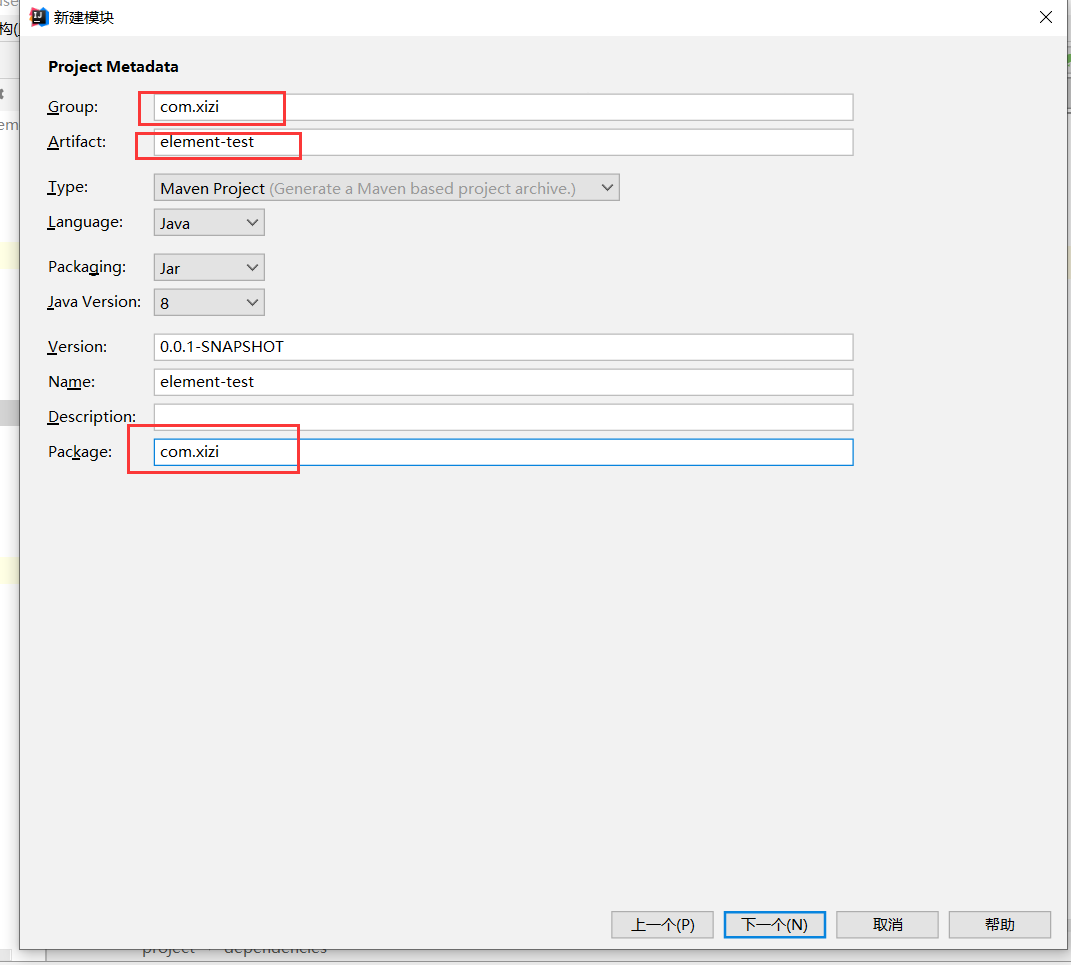 新建模块
Project Metadata
Group: com.xizi
Artifact: element-test
Type: Maven Project (Generate a Maven based project archive.)
Language: Java
Packaging: Jar
Java Version: 8
Version: 0.0.1-SNAPSHOT
Name: element-test
Description:
Package: com.xizi
上一个(P) 下一个(N) 取消 帮助
project dependencies